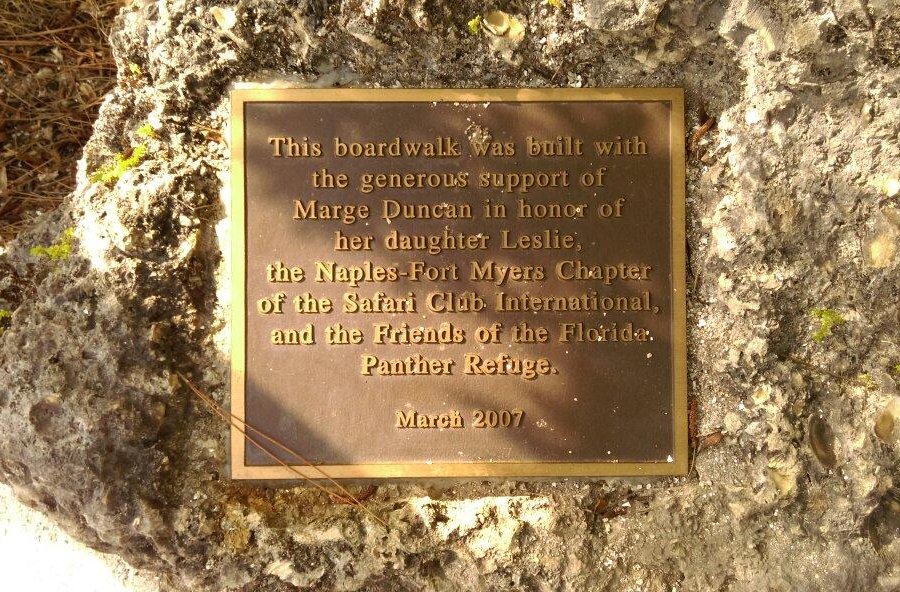 This boardwalk was built with
the generous support of
Marge Duncan in honor of
her daughter Leslie,
the Naples-Fort Myers Chapter
of the Safari Club International,
and the Friends of the Florida
Panther Refuge.
March 2007